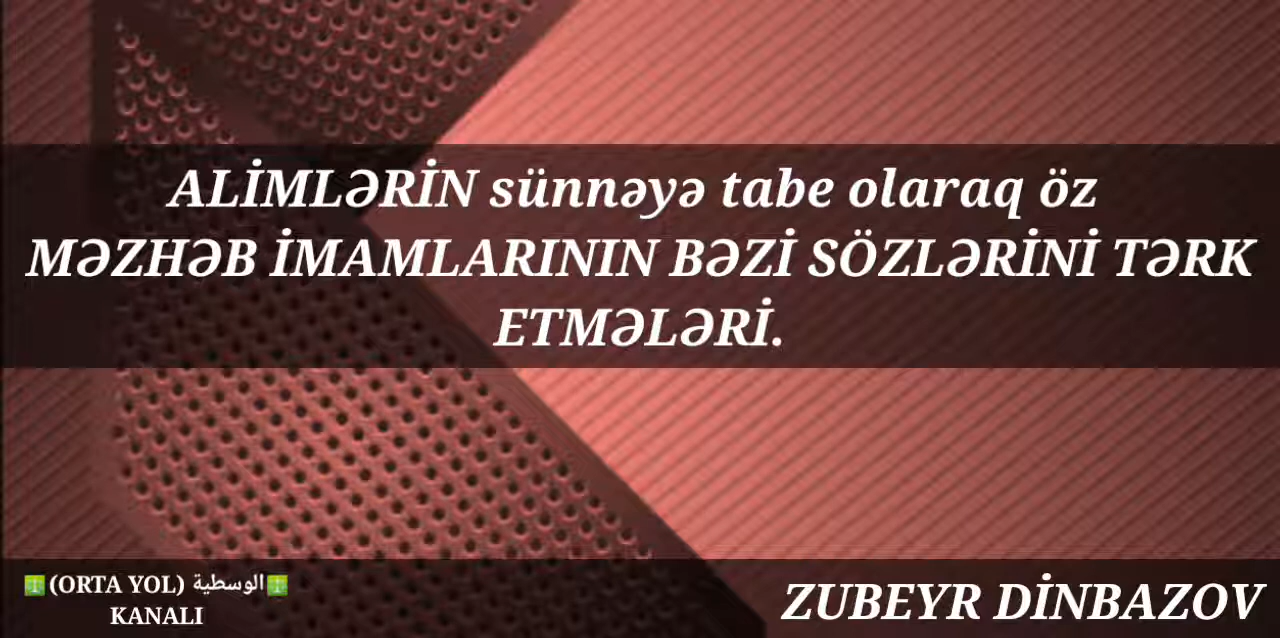 ALİMLƏRİN sünnəyə tabe olaraq öz
MƏZHƏB İMAMLARININ BƏZİ SÖZLƏRİNİ TƏRK
ETMƏLƏRİ.
(ORTA YOL) الوسطية
KANALI
ZUBEYR DİNBAZOV